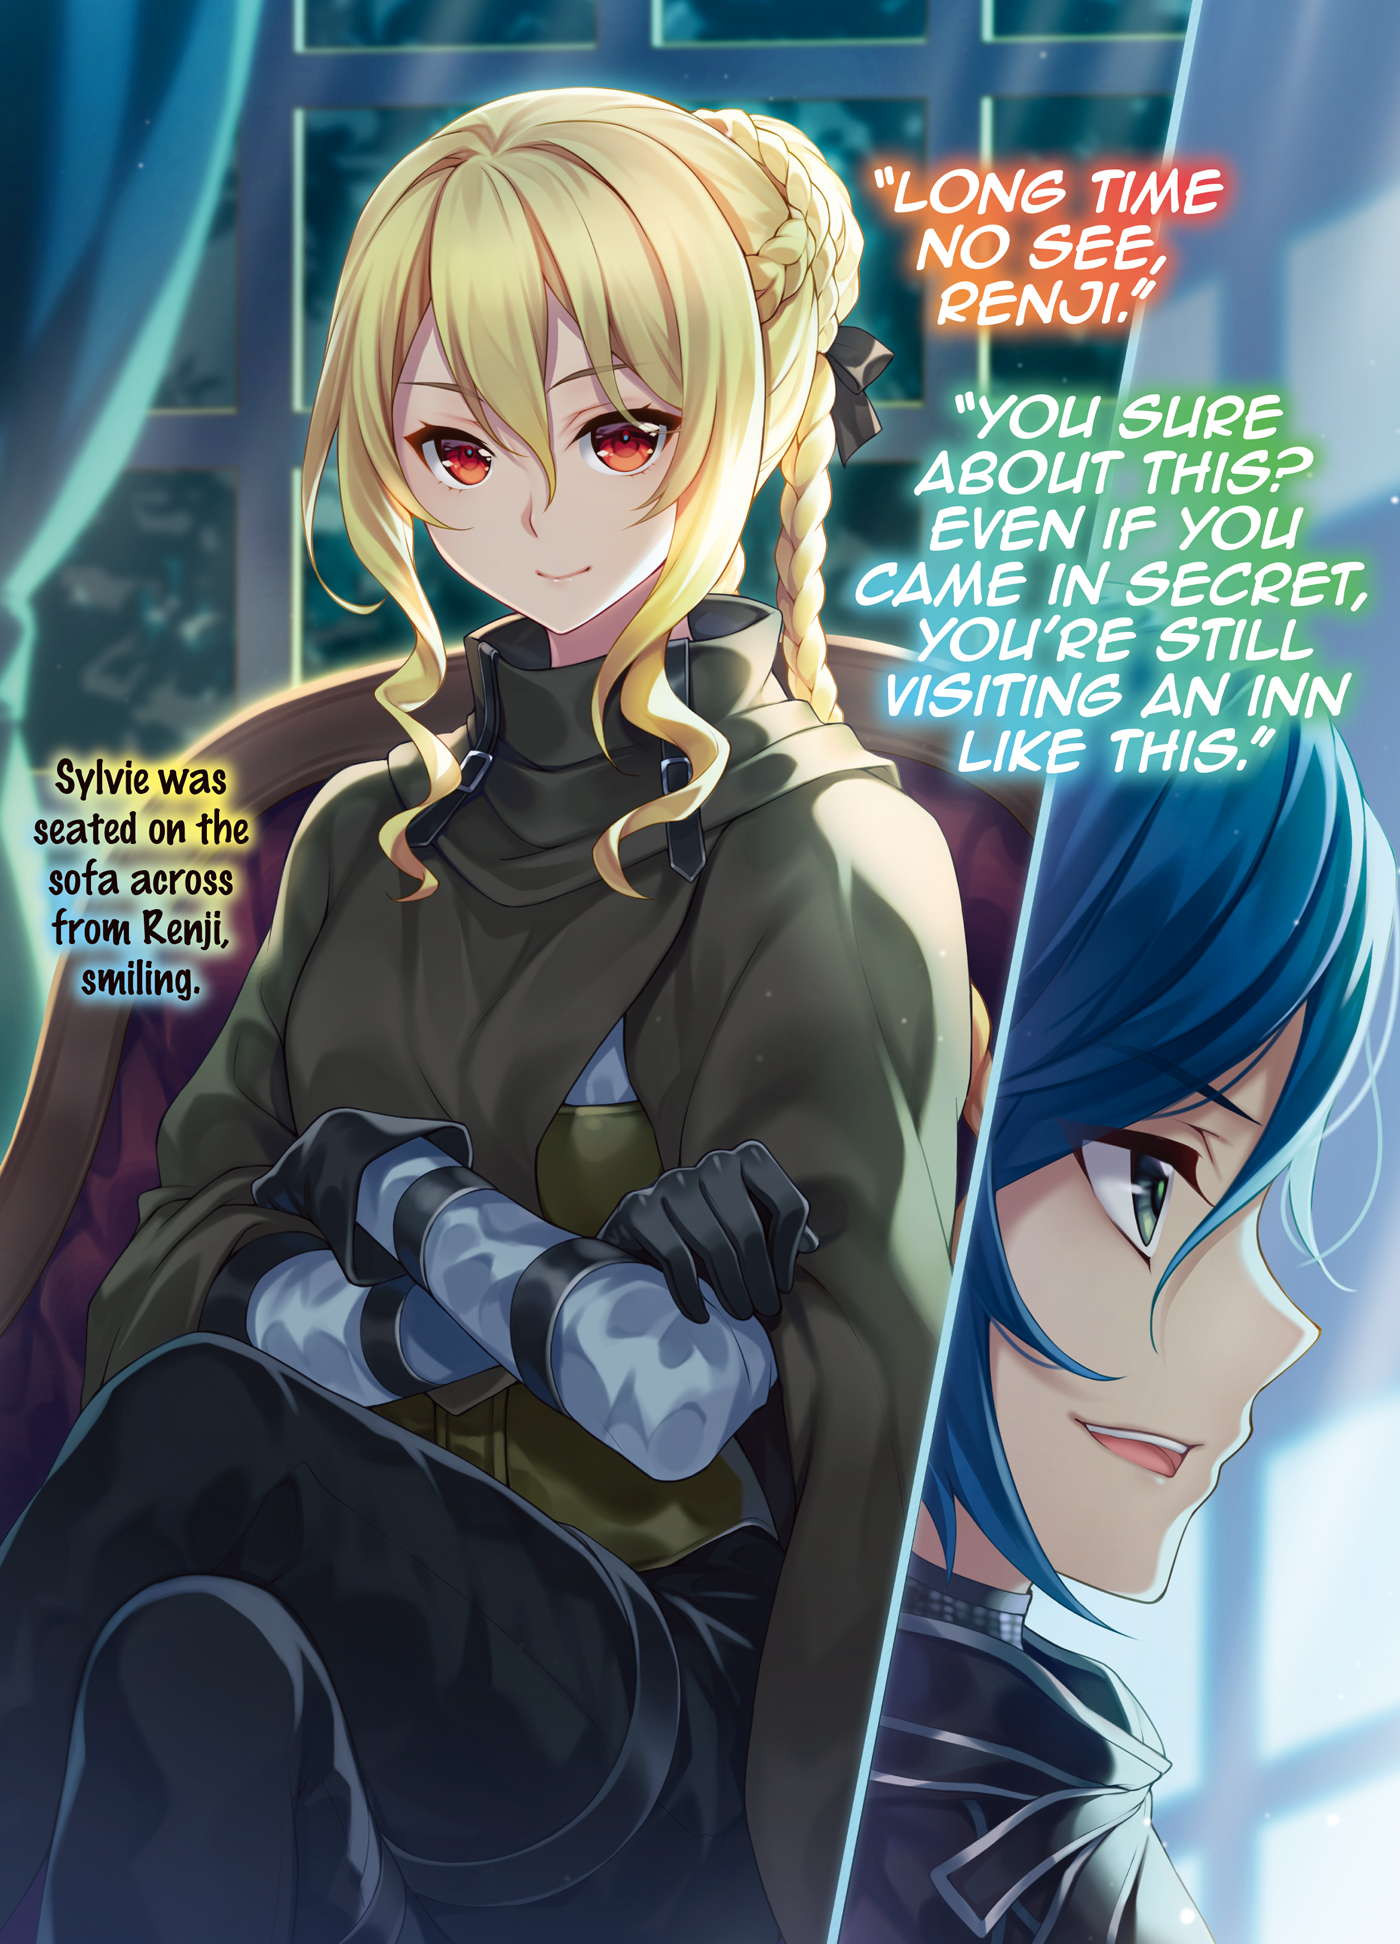 “LONG TIME
NO SEE,
RENJI.”
“YOU SURE
ABOUT THIS?
EVEN IF YOU
CAME IN SECRET,
YOU’RE STILL
VISITING AN INN
LIKE THIS.”
Sylvie was
seated on the
sofa across
from Renji,
smiling.